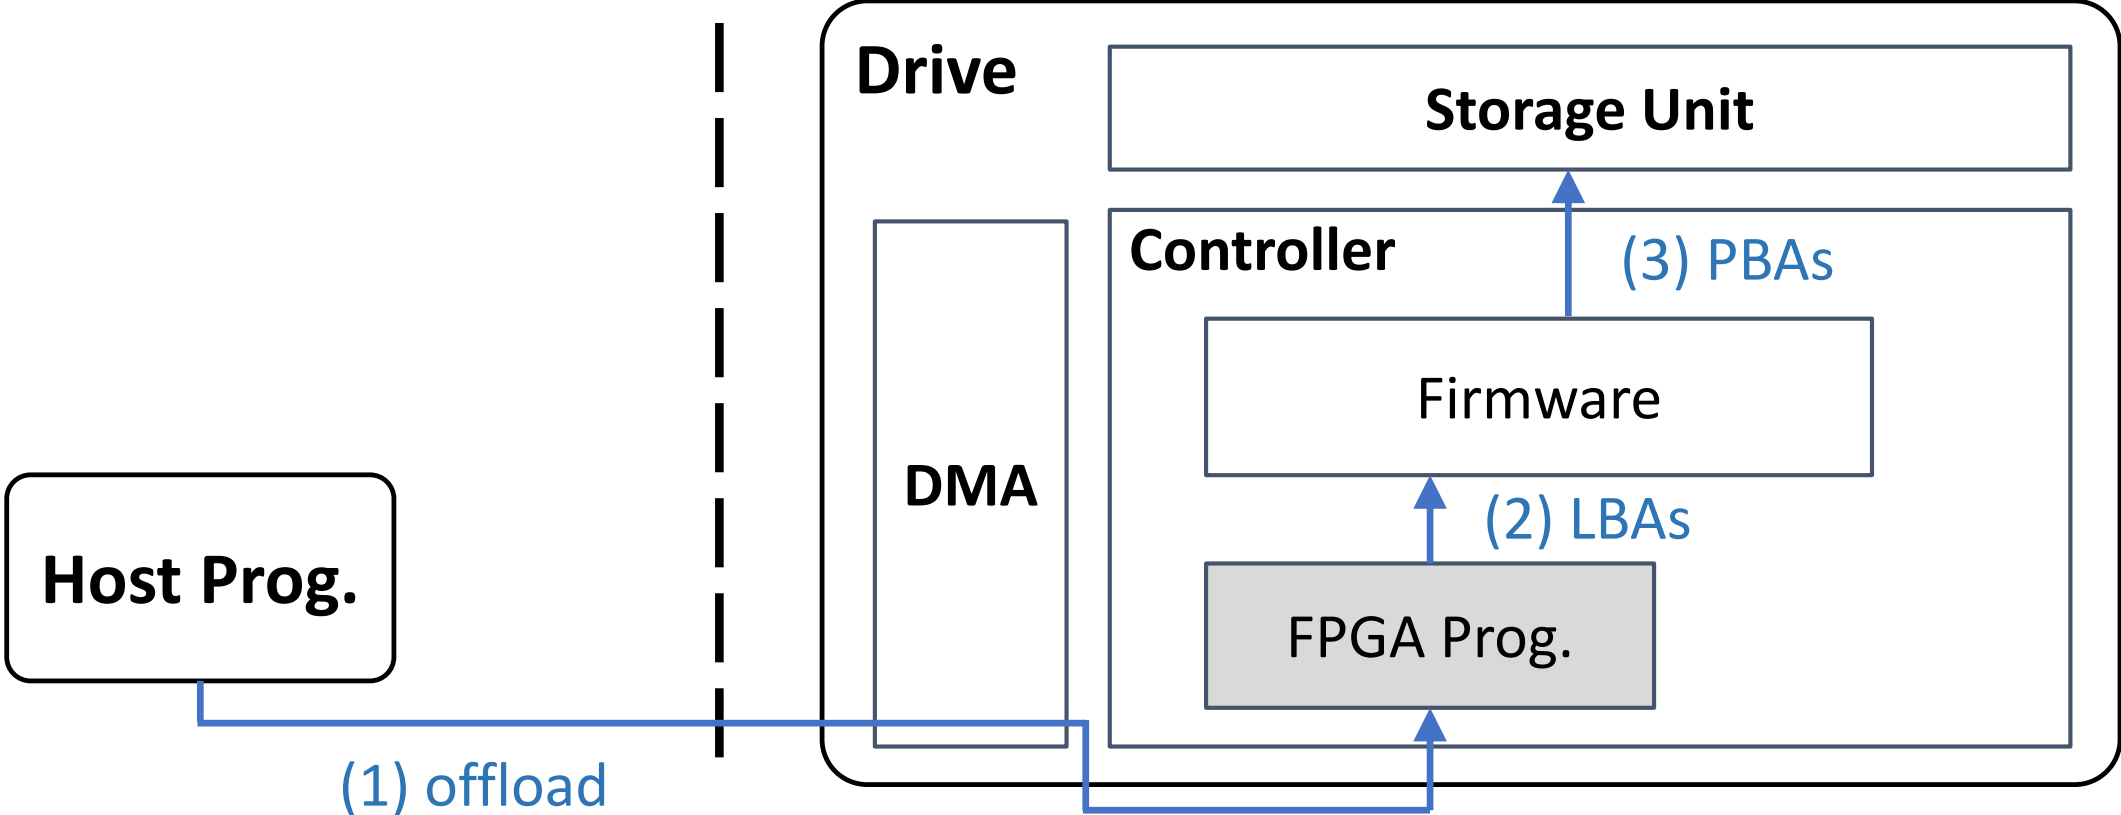 Drive
Storage Unit
Controller
(3) PBAs
Firmware
DMA
(2) LBAs
Host Prog.
FPGA Prog.
(1) offload